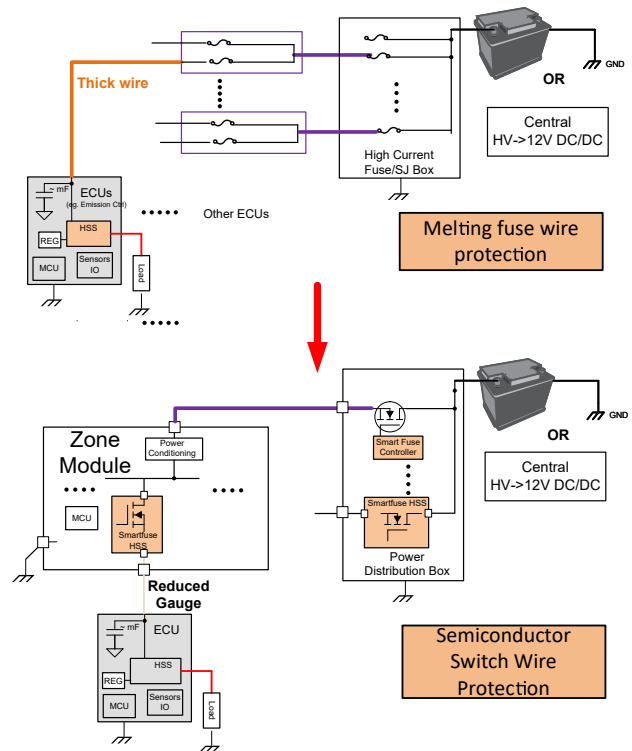 Thick wire
OR
GND
Central
HV->12V DC/DC
High Current
Fuse/SJ Box
~ mF
ECUs
(eg. Emission Ctrl)
HSS
REG
MCU
Sensors
IO
Load
Other ECUs
Melting fuse wire
protection
Zone
Module
Power
Conditioning
MCU
Smartfuse
HSS
Smart Fuse
Controller
Smartfuse HSS
Power
Distribution Box
OR
GND
Central
HV->12V DC/DC
Reduced
Gauge
~ mF
ECU
HSS
REG
MCU
Sensors
IO
Load
Semiconductor
Switch Wire
Protection